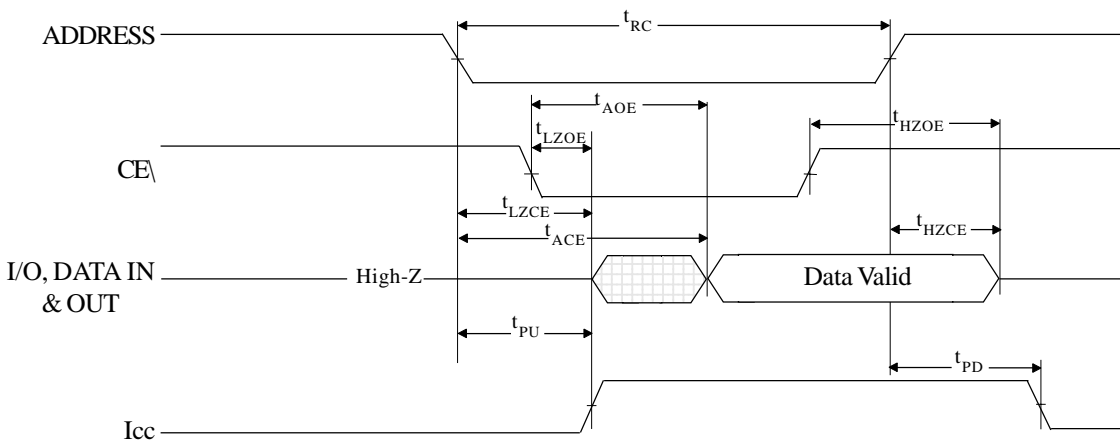 t_RC
ADDRESS
t_AOE
t_LZOE
t_HZOE
CE\
t_LZCE
t_HZCE
t_ACE
I/O, DATA IN
& OUT
High-Z
Data Valid
t_PU
t_PD
Icc